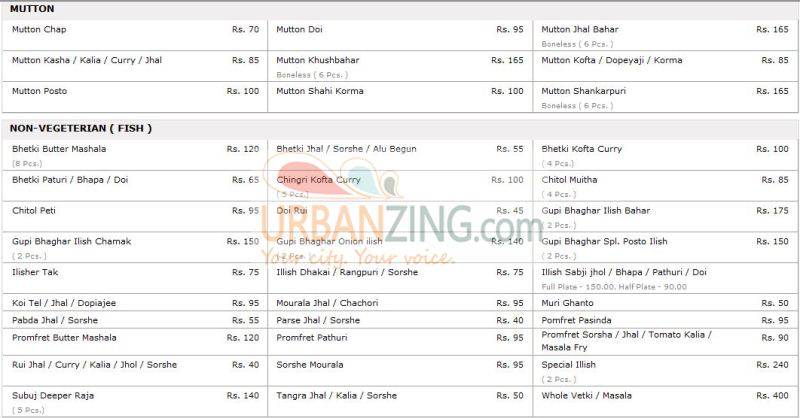 MUTTON
Mutton Chap Rs. 70 Mutton Doi Rs. 95 Mutton Jhal Bahar Rs. 165
Boneless ( 6 Pcs.)
Mutton Kasha / Kalia / Curry / Jhal Rs. 85 Mutton Khushbahar Rs. 165 Mutton Kofta / Dopeyaji / Korma Rs. 85
Boneless ( 6 Pcs.)
Mutton Posto Rs. 100 Mutton Shahi Korma Rs. 100 Mutton Shankarpuri Rs. 165
Boneless ( 6 Pcs.)
NON-VEGETERIAN ( FISH )
Bhetki Butter Mashala Rs. 120 Bhetki Jhal / Sorshe / Alu Begun Rs. 55 Bhetki Kofta Curry Rs. 100
(8 Pcs.) ( 4 Pcs.)
Bhetki Paturi / Bhapa / Doi Rs. 65 Chingri Kofta Curry Rs. 100 Chitol Muitha Rs. 85
( 5 Pcs.) ( 4 Pcs.)
Chitol Peti Rs. 95 Doi Rui Rs. 45 Gupi Bhaghar Ilish Bahar Rs. 175
( 2 Pcs.)
URBANZING.com
Gupi Bhaghar Ilish Chamak Rs. 150 Gupi Bhaghar Onion ilish Rs. 140 Gupi Bhaghar Spl. Posto Ilish Rs. 150
( 2 Pcs.) ( 2 Pcs.) ( 2 Pcs.)
Your city. Your voice.
Ilisher Tak Rs. 75 Illish Dhakai / Rangpuri / Sorshe Rs. 75 Illish Sabji jhol / Bhapa / Pathuri / Doi
Full Plate - 150.00, Half Plate - 90.00
Koi Tel / Jhal / Dopiajee Rs. 95 Mourala Jhal / Chachori Rs. 95 Muri Ghanto Rs. 50
Pabda Jhal / Sorshe Rs. 55 Parse Jhal / Sorshe Rs. 40 Pomfret Pasinda Rs. 95
Promfret Butter Mashala Rs. 120 Promfret Pathuri Rs. 95 Promfret Sorsha / Jhal / Tomato Kalia / Rs. 90
Masala Fry
Rui Jhal / Curry / Kalia / Jhol / Sorshe Rs. 40 Sorshe Mourala Rs. 95 Special Illish Rs. 240
( 2 Pcs.)
Subuj Deeper Raja Rs. 140 Tangra Jhal / Kalia / Sorshe Rs. 50 Whole Vetki / Masala Rs. 400
( 5 Pcs.)